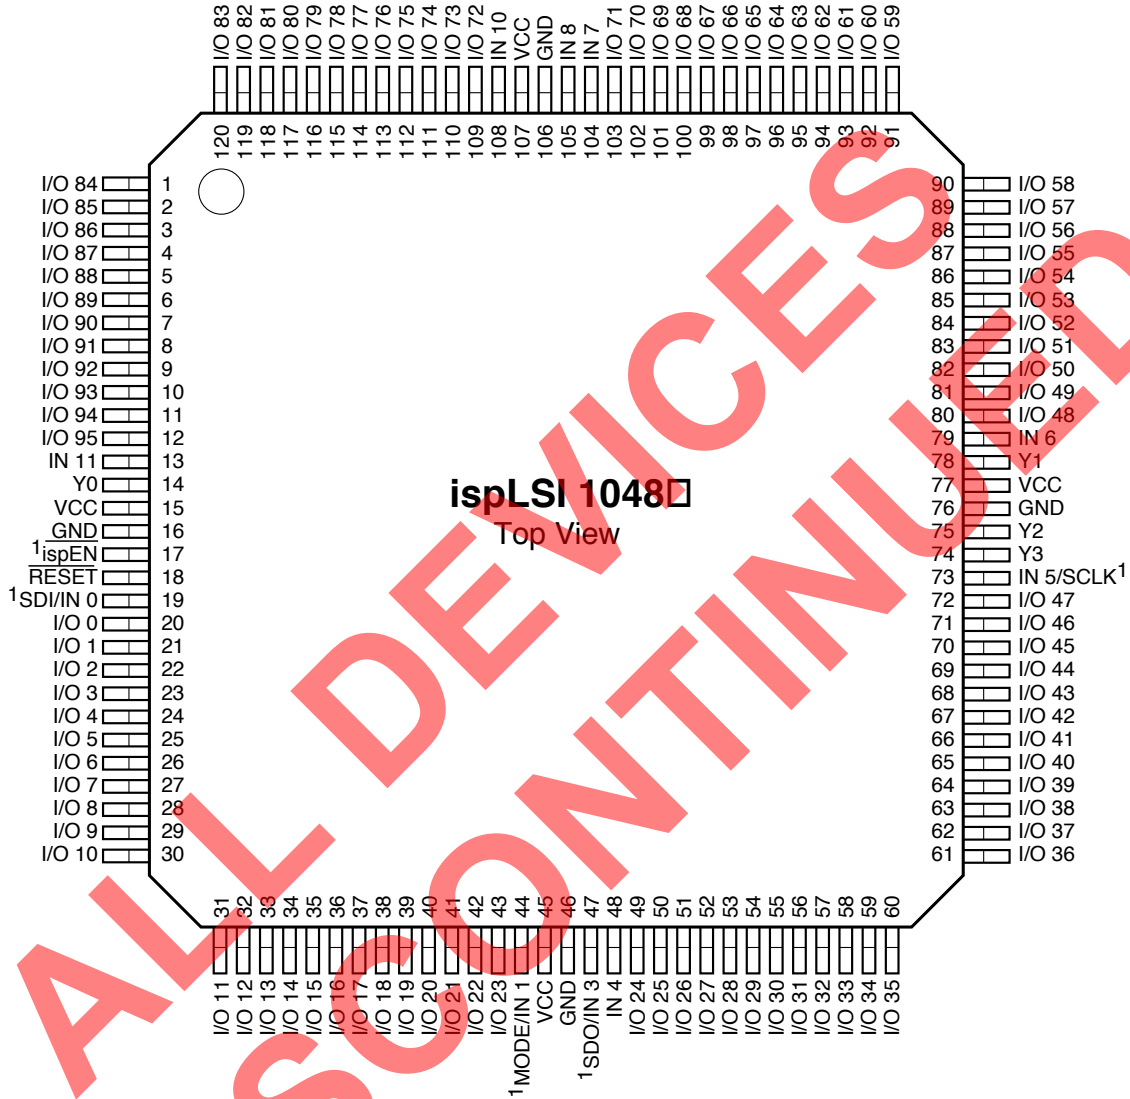 I/O 83
I/O 82
I/O 81
I/O 80
I/O 79
I/O 78
I/O 77
I/O 76
I/O 75
I/O 74
I/O 73
I/O 72
IN 10
VCC
GND
IN 8
IN 7
I/O 71
I/O 70
I/O 69
I/O 68
I/O 67
I/O 66
I/O 65
I/O 64
I/O 63
I/O 62
I/O 61
I/O 60
I/O 59
120
119
118
117
116
115
114
113
112
111
110
109
108
107
106
105
104
103
102
101
100
99
98
97
96
95
94
93
92
91
I/O 84 1
I/O 85 2
I/O 86 3
I/O 87 4
I/O 88 5
I/O 89 6
I/O 90 7
I/O 91 8
I/O 92 9
I/O 93 10
I/O 94 11
I/O 95 12
IN 11 13
Y0 14
VCC 15
GND 16
1ispEN 17
RESET 18
1SDI/IN 0 19
I/O 0 20
I/O 1 21
I/O 2 22
I/O 3 23
I/O 4 24
I/O 5 25
I/O 6 26
I/O 7 27
I/O 8 28
I/O 9 29
I/O 10 30
ispLSI 1048
Top View
90 I/O 58
89 I/O 57
88 I/O 56
87 I/O 55
86 I/O 54
85 I/O 53
84 I/O 52
83 I/O 51
82 I/O 50
81 I/O 49
80 I/O 48
79 IN 6
78 Y1
77 VCC
76 GND
75 Y2
74 Y3
73 IN 5/SCLK1
72 I/O 47
71 I/O 46
70 I/O 45
69 I/O 44
68 I/O 43
67 I/O 42
66 I/O 41
65 I/O 40
64 I/O 39
63 I/O 38
62 I/O 37
61 I/O 36
31
32
33
34
35
36
37
38
39
40
41
42
43
44
45
46
47
48
49
50
51
52
53
54
55
56
57
58
59
60
I/O 11
I/O 12
I/O 13
I/O 14
I/O 15
I/O 16
I/O 17
I/O 18
I/O 19
I/O 20
I/O 21
I/O 22
I/O 23
1MODE/IN 1
VCC
GND
1SDO/IN 3
IN 4
I/O 24
I/O 25
I/O 26
I/O 27
I/O 28
I/O 29
I/O 30
I/O 31
I/O 32
I/O 33
I/O 34
I/O 35
ALL DEVICES
SCONTINUED